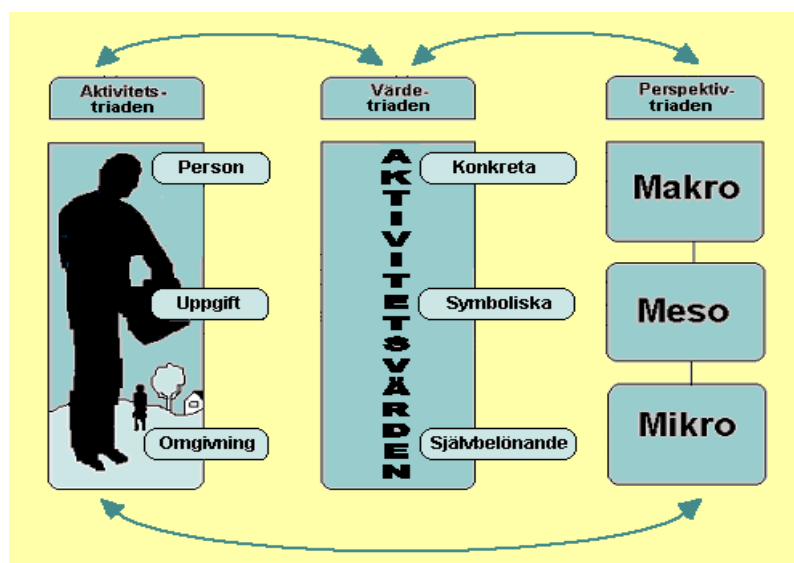 Aktivitets-
triaden
Värde-
triaden
Perspektiv-
triaden
Person
Uppgift
Omgivning
AKTIVITETSVÄRDEN
Konkreta
Symboliska
Självbelönande
Makro
Meso
Mikro